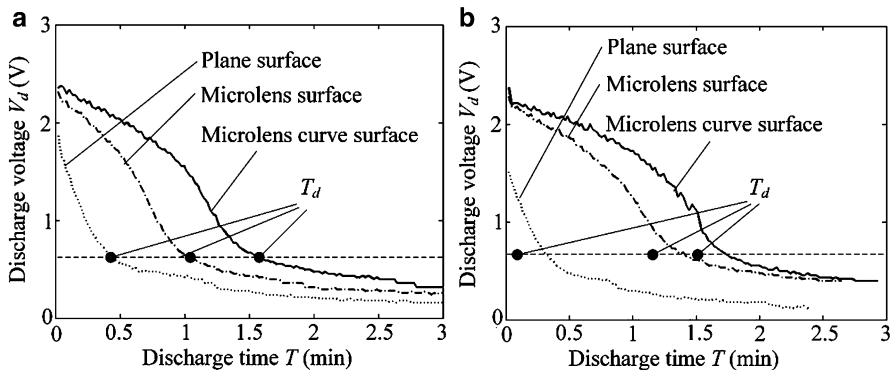 a
Discharge voltage V_d (V)
3
2
1
0
Plane surface
Microlens surface
Microlens curve surface
T_d
0 0.5 1 1.5 2 2.5 3
Discharge time T (min)
b
Discharge voltage V_d (V)
3
2
1
0
Plane surface
Microlens surface
Microlens curve surface
T_d
0 0.5 1 1.5 2 2.5 3
Discharge time T (min)